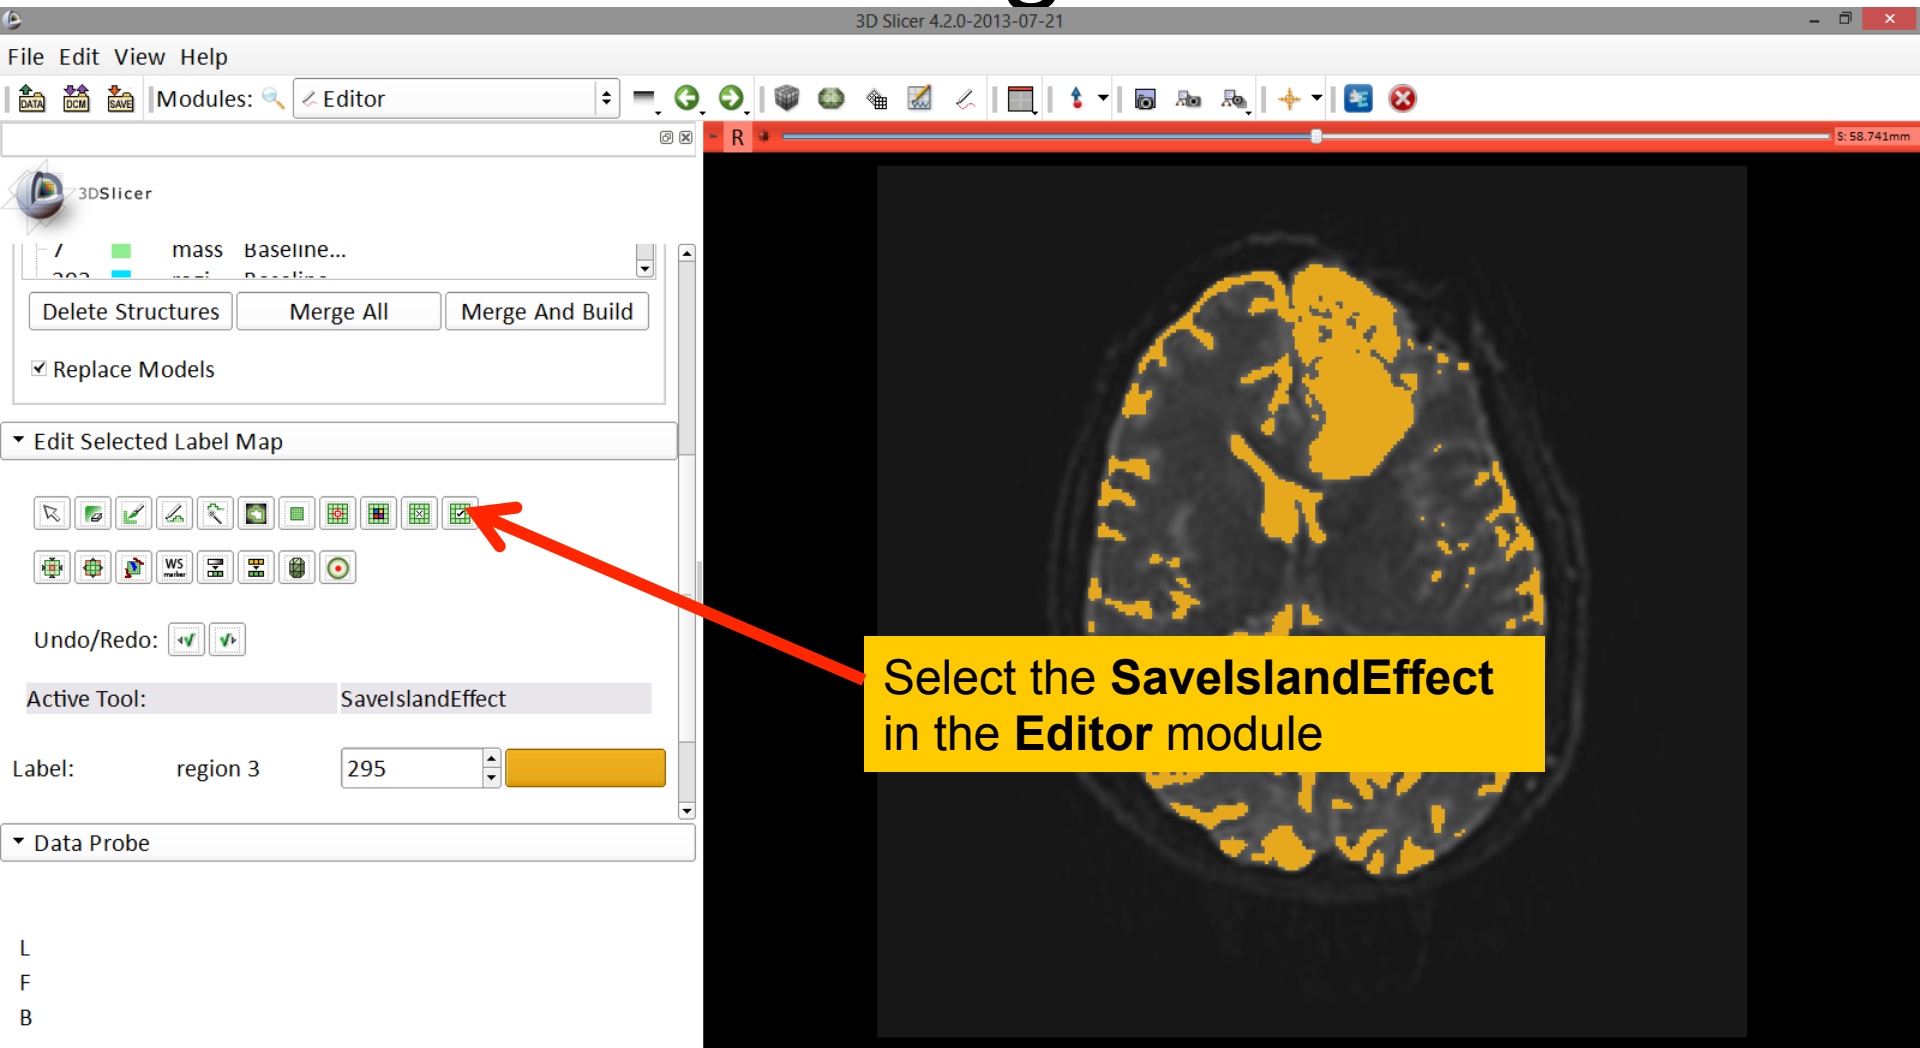 3D Slicer 4.2.0-2013-07-21
File Edit View Help
DATA DCM SAVE Modules: Editor
R S: 58.741mm
3DSlicer
7 mass Baseline...
Delete Structures Merge All Merge And Build
Replace Models
Edit Selected Label Map
WS
marker
Undo/Redo:
Active Tool: SaveIslandEffect
Label: region 3 295
Data Probe
L
F
B
Select the SaveIslandEffect
in the Editor module